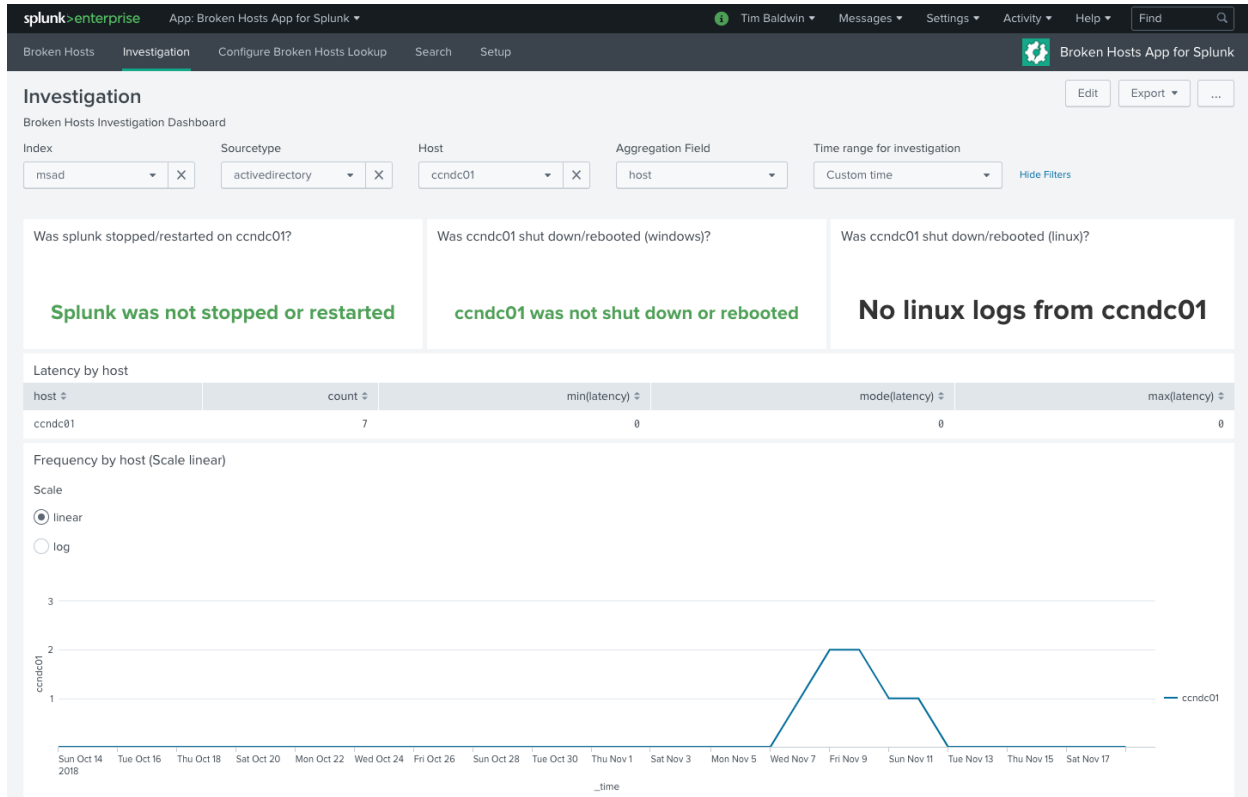 splunk>enterprise App: Broken Hosts App for Splunk i Tim Baldwin Messages Settings Activity Help Find
Broken Hosts Investigation Configure Broken Hosts Lookup Search Setup Broken Hosts App for Splunk
Investigation Edit Export ...
Broken Hosts Investigation Dashboard
Index Sourcetype Host Aggregation Field Time range for investigation
msad X activedirectory X ccndc01 X host Custom time Hide Filters
Was splunk stopped/restarted on ccndc01? Was ccndc01 shut down/rebooted (windows)? Was ccndc01 shut down/rebooted (linux)?
Splunk was not stopped or restarted ccndc01 was not shut down or rebooted No linux logs from ccndc01
Latency by host
host count min(latency) mode(latency) max(latency)
ccndc01 7 0 0 0
Frequency by host (Scale linear)
Scale
linear
log
3
2
1
ccndc01
ccndc01
Sun Oct 14 Tue Oct 16 Thu Oct 18 Sat Oct 20 Mon Oct 22 Wed Oct 24 Fri Oct 26 Sun Oct 28 Tue Oct 30 Thu Nov 1 Sat Nov 3 Mon Nov 5 Wed Nov 7 Fri Nov 9 Sun Nov 11 Tue Nov 13 Thu Nov 15 Sat Nov 17
2018
_time